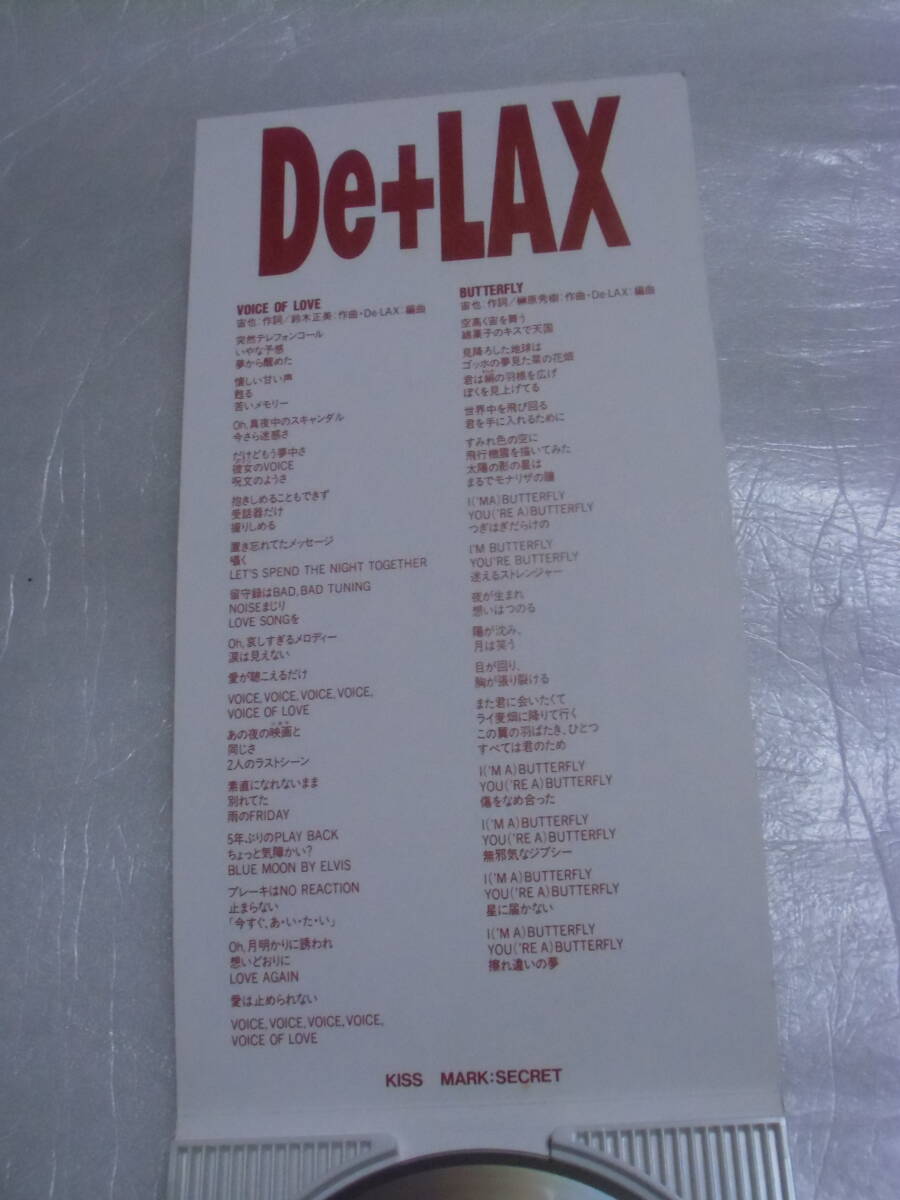 De+LAX
VOICE OF LOVE
宙也:作詞/鈴木正美:作曲・De-LAX:編曲
突然テレフォンコール
いやな予感
夢から醒めた
懐しい甘い声
甦る
苦いメモリー
Oh,真夜中のスキャンダル
今さら迷惑さ
だけどもう夢中さ
彼女のVOICE
呪文のようさ
抱きしめることもできず
受話器だけ
握りしめる
置き忘れてたメッセージ
囁く
LET'S SPEND THE NIGHT TOGETHER
留守録はBAD, BAD TUNING
NOISEまじり
LOVE SONGを
Oh,哀しすぎるメロディー
涙は見えない
愛が聴こえるだけ
VOICE, VOICE, VOICE, VOICE,
VOICE OF LOVE
あの夜の映画と
同じさ
2人のラストシーン
素直になれないまま
別れてた
雨のFRIDAY
5年ぶりのPLAY BACK
ちょっと気障かい?
BLUE MOON BY ELVIS
ブレーキはNO REACTION
止まらない
「今すぐ、あ・い・た・い」
Oh,月明かりに誘われ
想いどおりに
LOVE AGAIN
愛は止められない
VOICE, VOICE, VOICE, VOICE,
VOICE OF LOVE
BUTTERFLY
宙也:作詞/榊原秀樹:作曲・De-LAX:編曲
空高く宙を舞う
綿菓子のキスで天国
見降ろした地球は
ゴッホの夢見た菜の花畑
君は絹の羽根を広げ
ぼくを見上げてる
世界中を飛び回る
君を手に入れるために
すみれ色の空に
飛行機雲を描いてみた
太陽の影の星は
まるでモナリザの瞳
I('MA)BUTTERFLY
YOU('RE A)BUTTERFLY
つぎはぎだらけの
I'M BUTTERFLY
YOU'RE BUTTERFLY
迷えるストレンジャー
夜が生まれ
想いはつのる
陽が沈み、
月は笑う
目が回り、
胸が張り裂ける
また君に会いたくて
ライ麦畑に降りて行く
この翼の羽ばたき、ひとつ
すべては君のため
I('M A)BUTTERFLY
YOU('RE A)BUTTERFLY
傷をなめ合った
I('M A)BUTTERFLY
YOU('RE A)BUTTERFLY
無邪気なジプシー
I('M A)BUTTERFLY
YOU('RE A)BUTTERFLY
星に届かない
I('M A)BUTTERFLY
YOU('RE A)BUTTERFLY
擦れ違いの夢
KISS MARK:SECRET